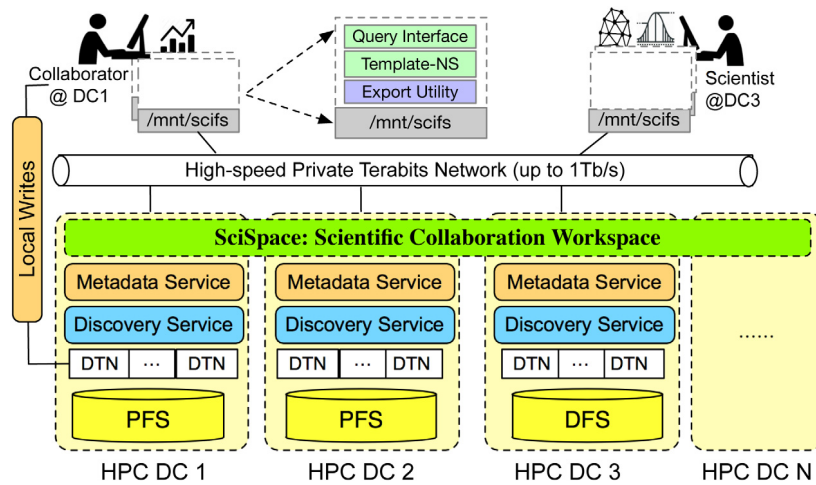 Collaborator
@ DC1
Query Interface
Template-NS
Export Utility
Scientist
@DC3
/mnt/scifs
/mnt/scifs
/mnt/scifs
High-speed Private Terabits Network (up to 1Tb/s)
Local Writes
SciSpace: Scientific Collaboration Workspace
Metadata Service
Metadata Service
Metadata Service
Discovery Service
Discovery Service
Discovery Service
......
DTN ... DTN
DTN ... DTN
DTN ... DTN
PFS
PFS
DFS
HPC DC 1
HPC DC 2
HPC DC 3
HPC DC N